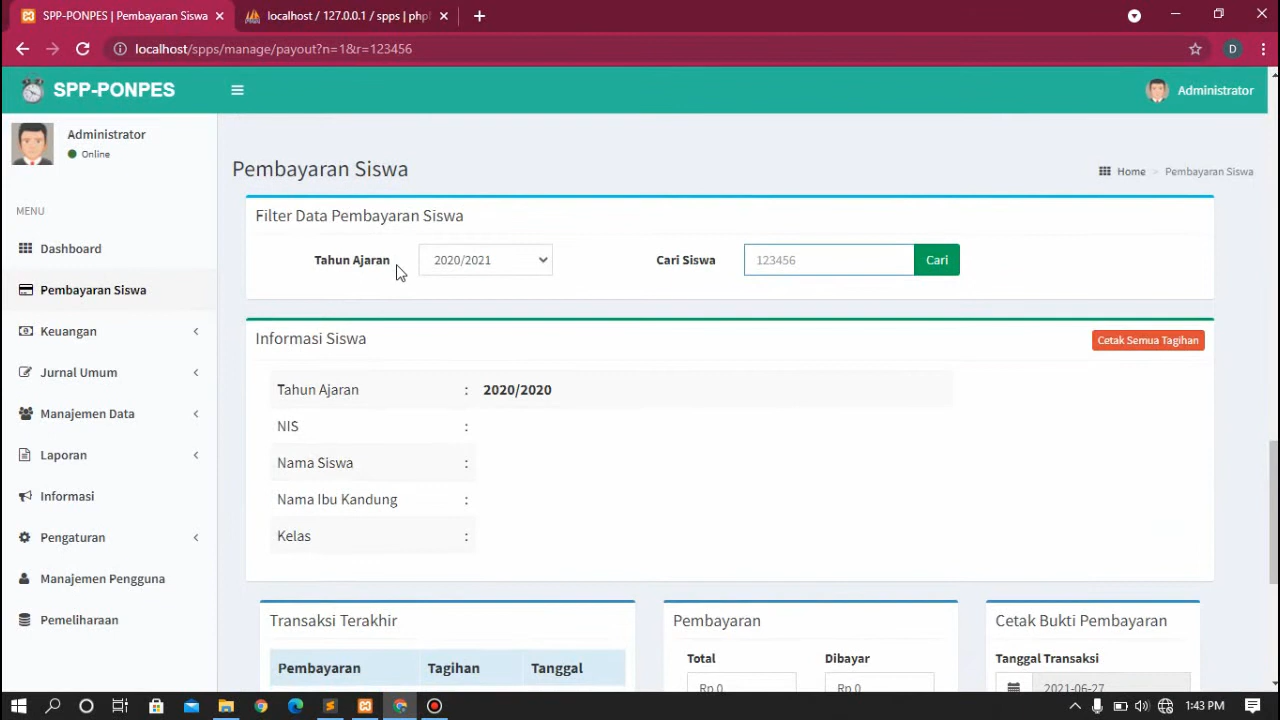 SPP-PONPES | Pembayaran Siswa
localhost / 127.0.0.1 / spps | php
localhost/spps/manage/payout?n=1&r=123456
D
SPP-PONPES
Administrator
Administrator
Online
MENU
Dashboard
Pembayaran Siswa
Keuangan
Jurnal Umum
Manajemen Data
Laporan
Informasi
Pengaturan
Manajemen Pengguna
Pemeliharaan
Pembayaran Siswa
Home > Pembayaran Siswa
Filter Data Pembayaran Siswa
Tahun Ajaran 2020/2021 Cari Siswa 123456 Cari
Informasi Siswa Cetak Semua Tagihan
Tahun Ajaran : 2020/2020
NIS :
Nama Siswa :
Nama Ibu Kandung :
Kelas :
Transaksi Terakhir
Pembayaran Tagihan Tanggal
Pembayaran
Total Dibayar
Rp 0 Rp 0
Cetak Bukti Pembayaran
Tanggal Transaksi
2021-06-27
1:43 PM